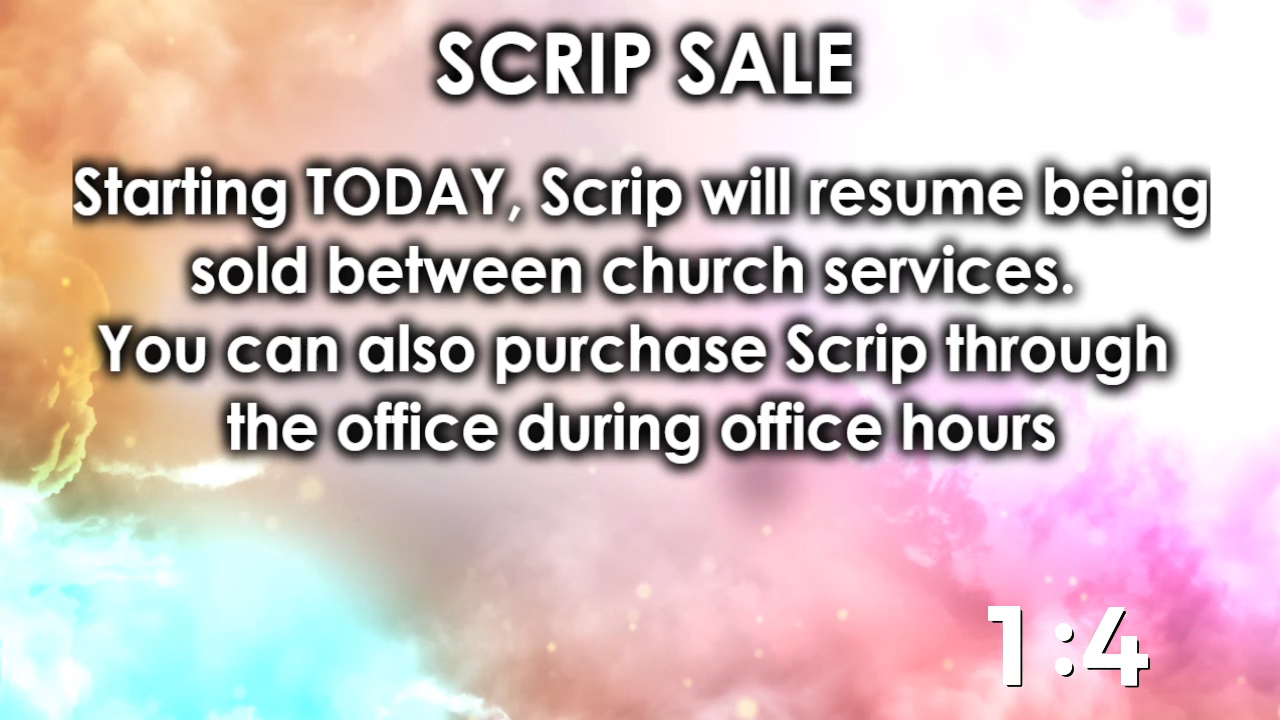 SCRIP SALE
Starting TODAY, Scrip will resume being
sold between church services.
You can also purchase Scrip through
the office during office hours
1:4